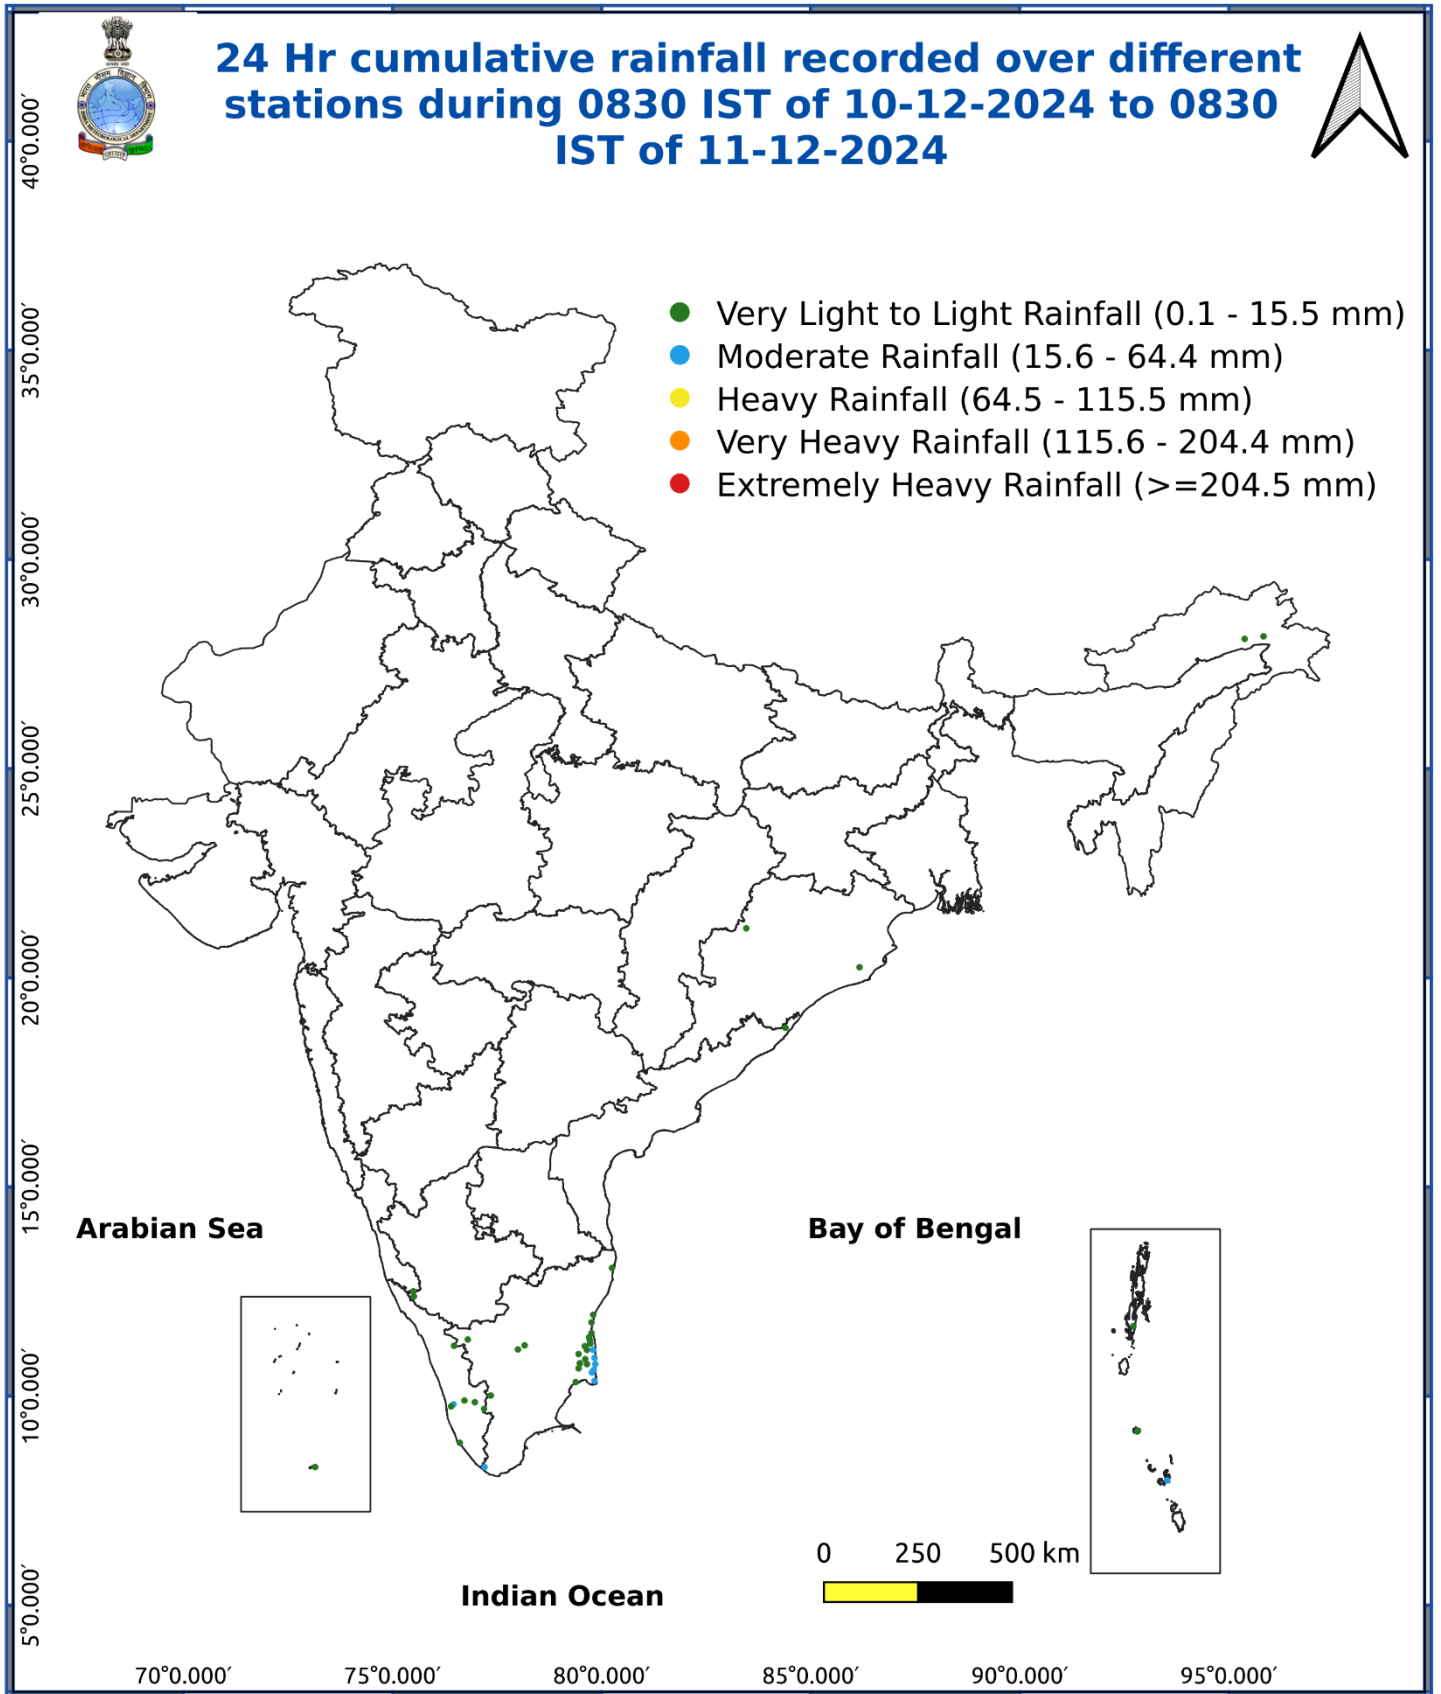 24 Hr cumulative rainfall recorded over different
stations during 0830 IST of 10-12-2024 to 0830
IST of 11-12-2024
भारत मौसम विज्ञान विभाग
INDIA METEOROLOGICAL DEPARTMENT
Very Light to Light Rainfall (0.1 - 15.5 mm)
Moderate Rainfall (15.6 - 64.4 mm)
Heavy Rainfall (64.5 - 115.5 mm)
Very Heavy Rainfall (115.6 - 204.4 mm)
Extremely Heavy Rainfall (>=204.5 mm)
40°0.000′
35°0.000′
30°0.000′
25°0.000′
20°0.000′
15°0.000′
10°0.000′
5°0.000′
Arabian Sea
Bay of Bengal
Indian Ocean
0 250 500 km
70°0.000′ 75°0.000′ 80°0.000′ 85°0.000′ 90°0.000′ 95°0.000′